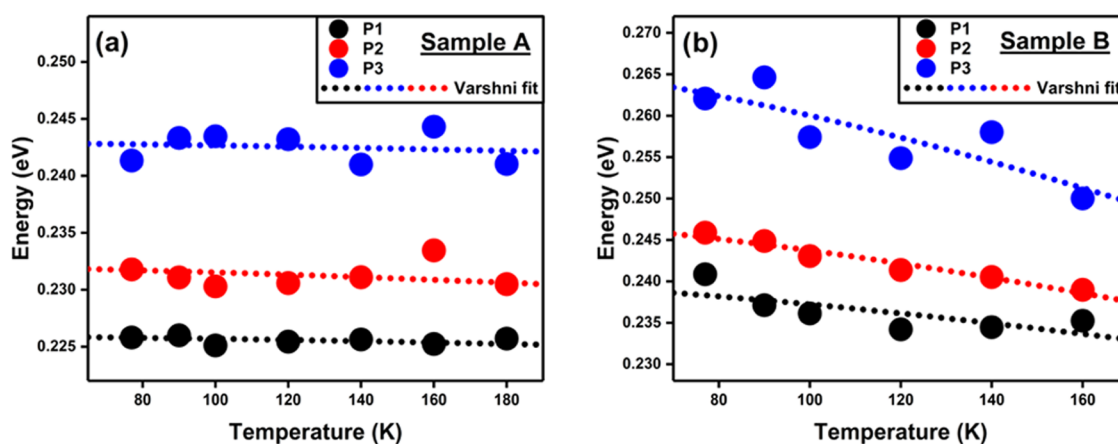 (a)
P1
P2
P3
Varshni fit
Sample A
0.250
0.245
0.240
0.235
0.230
0.225
Energy (eV)
80 100 120 140 160 180
Temperature (K)
(b)
P1
P2
P3
Varshni fit
Sample B
0.270
0.265
0.260
0.255
0.250
0.245
0.240
0.235
0.230
Energy (eV)
80 100 120 140 160
Temperature (K)